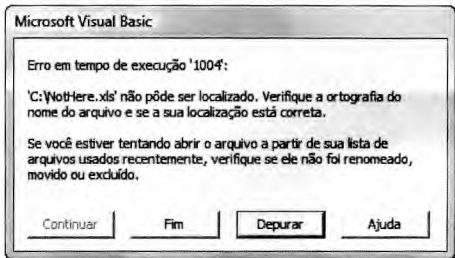 Microsoft Visual Basic
Erro em tempo de execução '1004':
'C:\NotHere.xls' não pôde ser localizado. Verifique a ortografia do
nome do arquivo e se a sua localização está correta.
Se você estiver tentando abrir o arquivo a partir de sua lista de
arquivos usados recentemente, verifique se ele não foi renomeado,
movido ou excluído.
Continuar Fim Depurar Ajuda